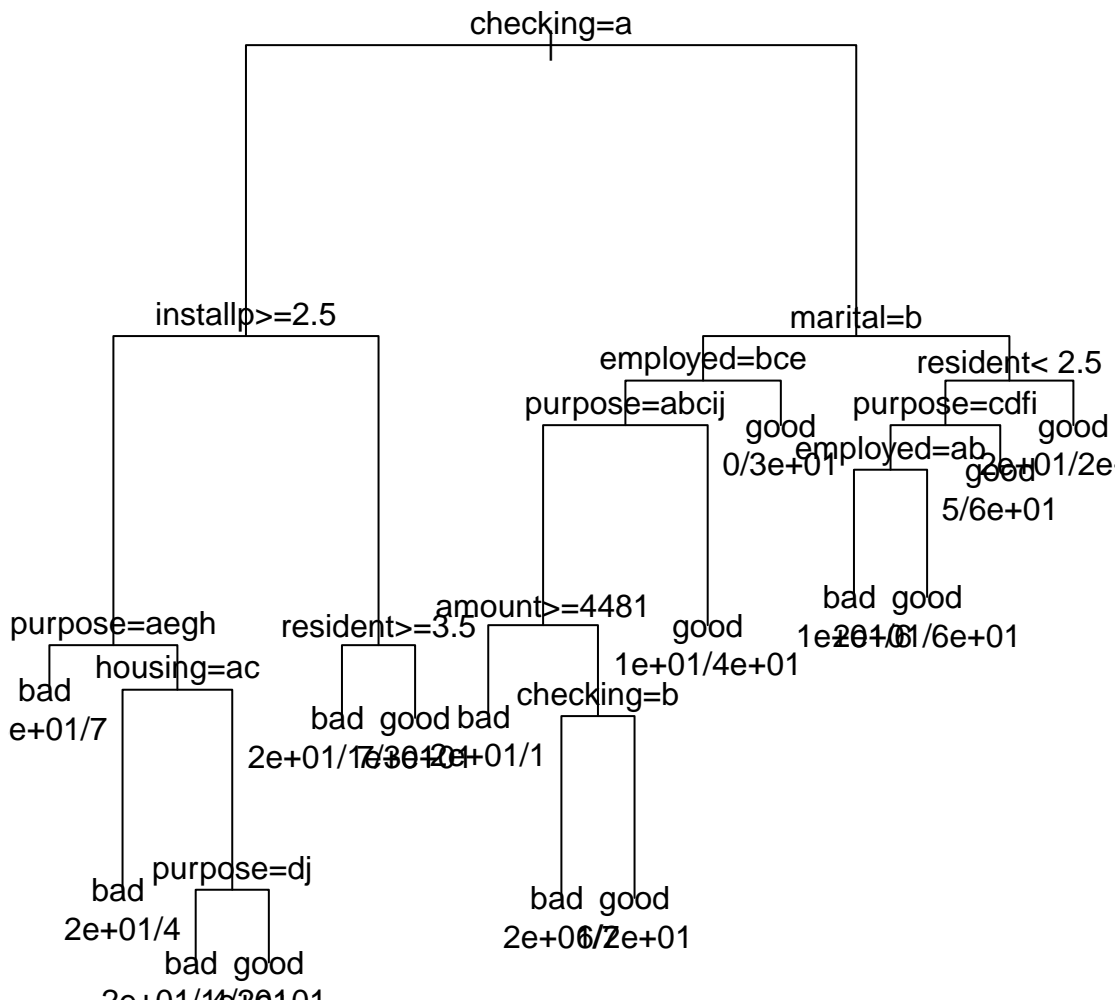 checking=a
installp>=2.5
marital=b
employed=bce
resident< 2.5
purpose=abcij
purpose=cdfi
good
0/3e+01
good
employed=ab
good
5/6e+01
bad
good
amount>=4481
purpose=aegh
resident>=3.5
good
1e+01/4e+01
housing=ac
bad
e+01/7
checking=b
bad
good
bad
2e+01/1
purpose=dj
bad
2e+01/4
bad
good
bad
good